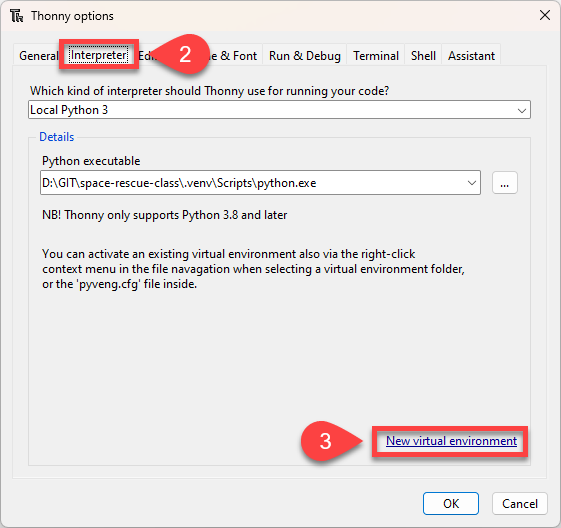 Thonny options
General Interpreter & Font Run & Debug Terminal Shell Assistant
2
Which kind of interpreter should Thonny use for running your code?
Local Python 3
Details
Python executable
D:\GIT\space-rescue-class\.venv\Scripts\python.exe
...
NB! Thonny only supports Python 3.8 and later
You can activate an existing virtual environment also via the right-click
context menu in the file navagation when selecting a virtual environment folder,
or the 'pyveng.cfg' file inside.
3
New virtual environment
OK Cancel